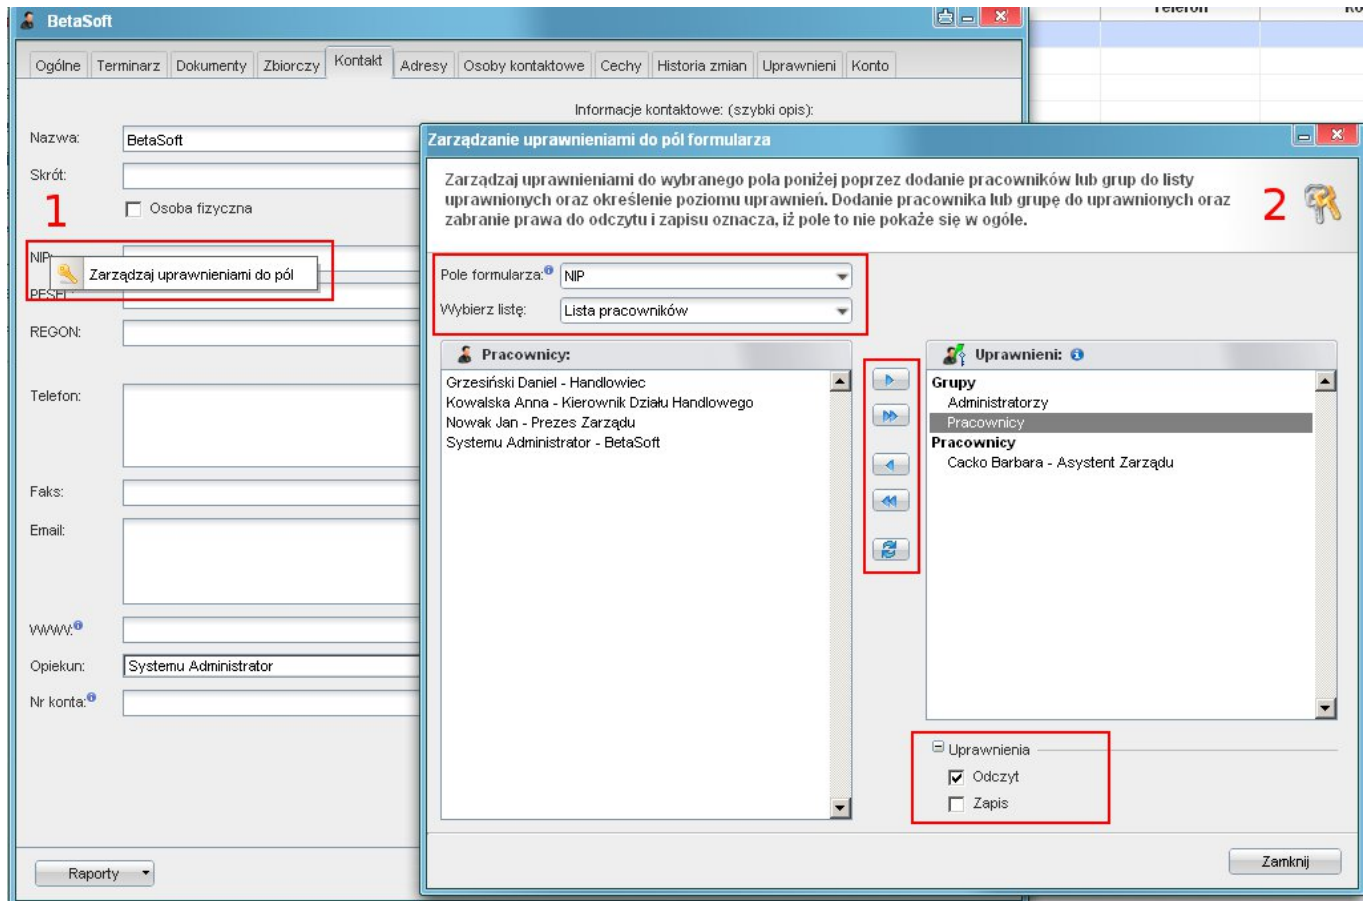 BetaSoft
Telefon
Ogólne Terminarz Dokumenty Zbiorczy Kontakt Adresy Osoby kontaktowe Cechy Historia zmian Uprawnieni Konto
Informacje kontaktowe: (szybki opis):
Nazwa: BetaSoft
Skrót:
1
Osoba fizyczna
NIP:
Zarządzaj uprawnieniami do pól
PESEL:
REGON:
Telefon:
Faks:
Email:
WWW:
Opiekun: Systemu Administrator
Nr konta:
Raporty
Zarządzanie uprawnieniami do pól formularza
Zarządzaj uprawnieniami do wybranego pola poniżej poprzez dodanie pracowników lub grup do listy
uprawnionych oraz określenie poziomu uprawnień. Dodanie pracownika lub grupę do uprawnionych oraz
zabranie prawa do odczytu i zapisu oznacza, iż pole to nie pokaże się w ogóle.
2
Pole formularza: NIP
Wybierz listę: Lista pracowników
Pracownicy:
Grzesiński Daniel - Handlowiec
Kowalska Anna - Kierownik Działu Handlowego
Nowak Jan - Prezes Zarządu
Systemu Administrator - BetaSoft
Uprawnieni:
Grupy
Administratorzy
Pracownicy
Pracownicy
Cacko Barbara - Asystent Zarządu
Uprawnienia
Odczyt
Zapis
Zamknij